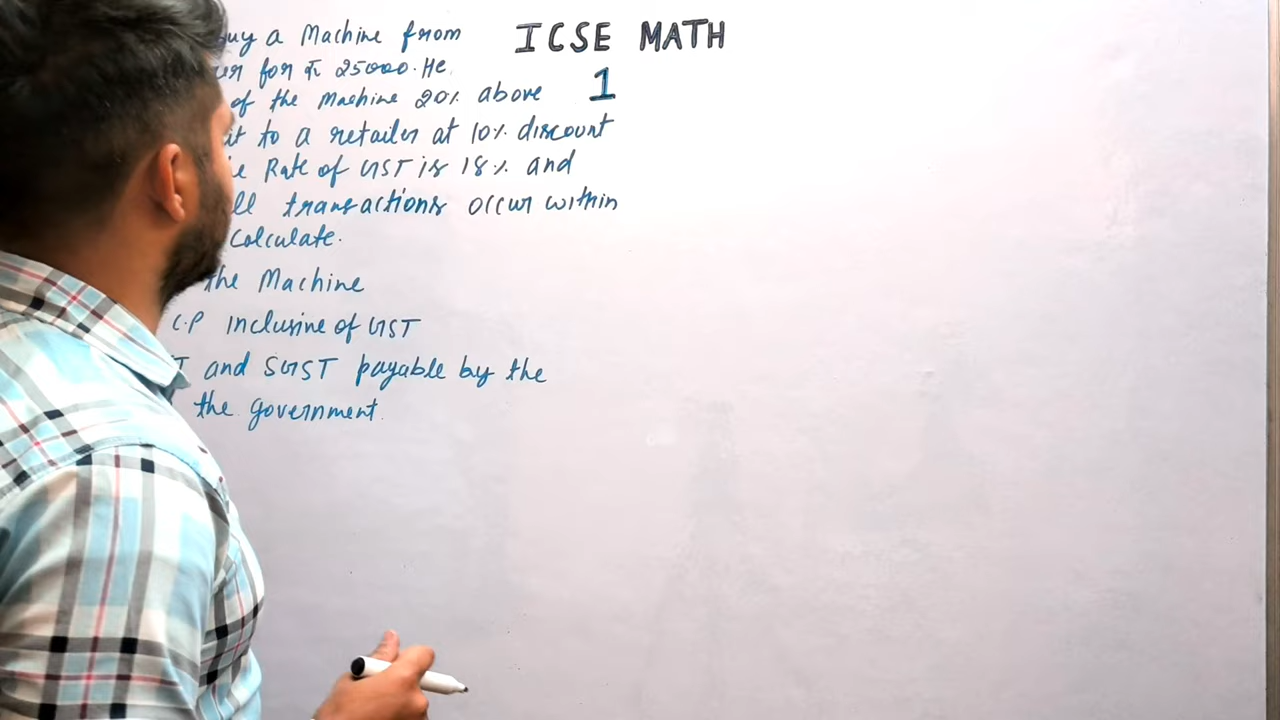 buy a Machine from
for ₹ 25000. He
of the Machine 20% above
it to a retailer at 10% discount
Rate of GST is 18% and
transactions occur within
Calculate.
the Machine
C.P Inclusive of GST
and SGST payable by the
the government.
ICSE MATH
1